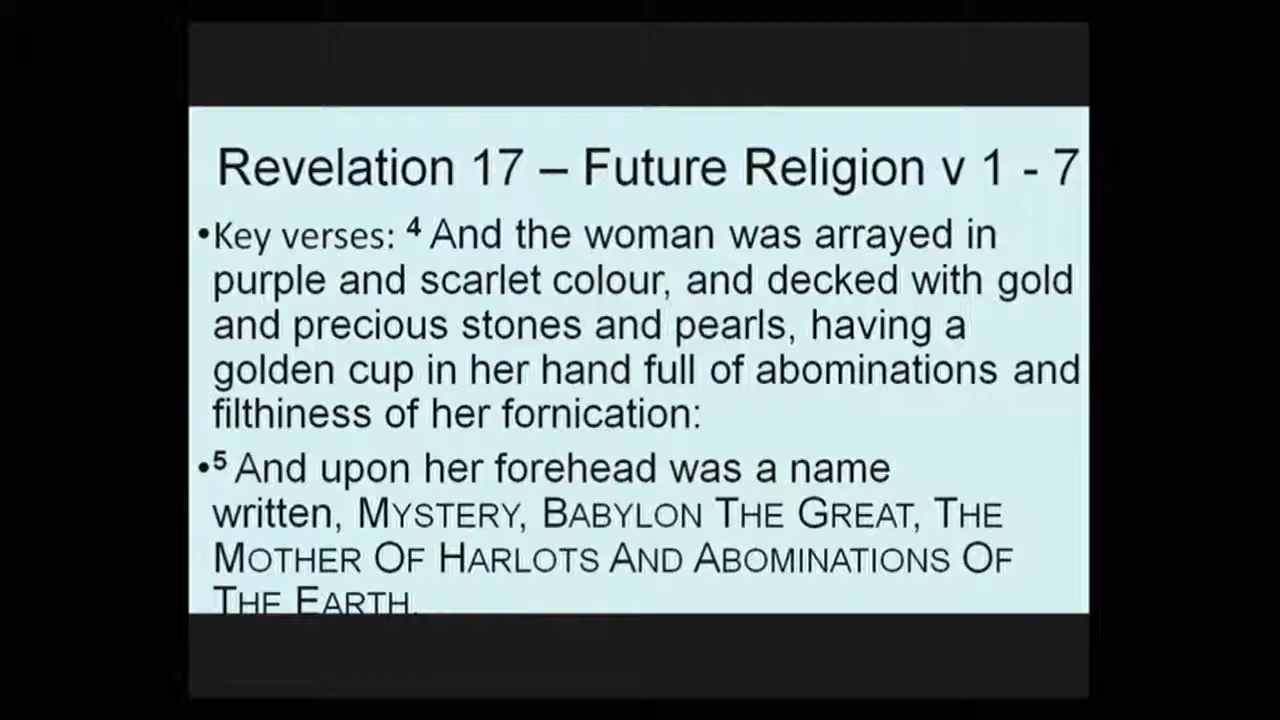 Revelation 17 – Future Religion v 1 - 7
•Key verses: ⁴ And the woman was arrayed in
purple and scarlet colour, and decked with gold
and precious stones and pearls, having a
golden cup in her hand full of abominations and
filthiness of her fornication:
•⁵ And upon her forehead was a name
written, MYSTERY, BABYLON THE GREAT, THE
MOTHER OF HARLOTS AND ABOMINATIONS OF
THE EARTH.